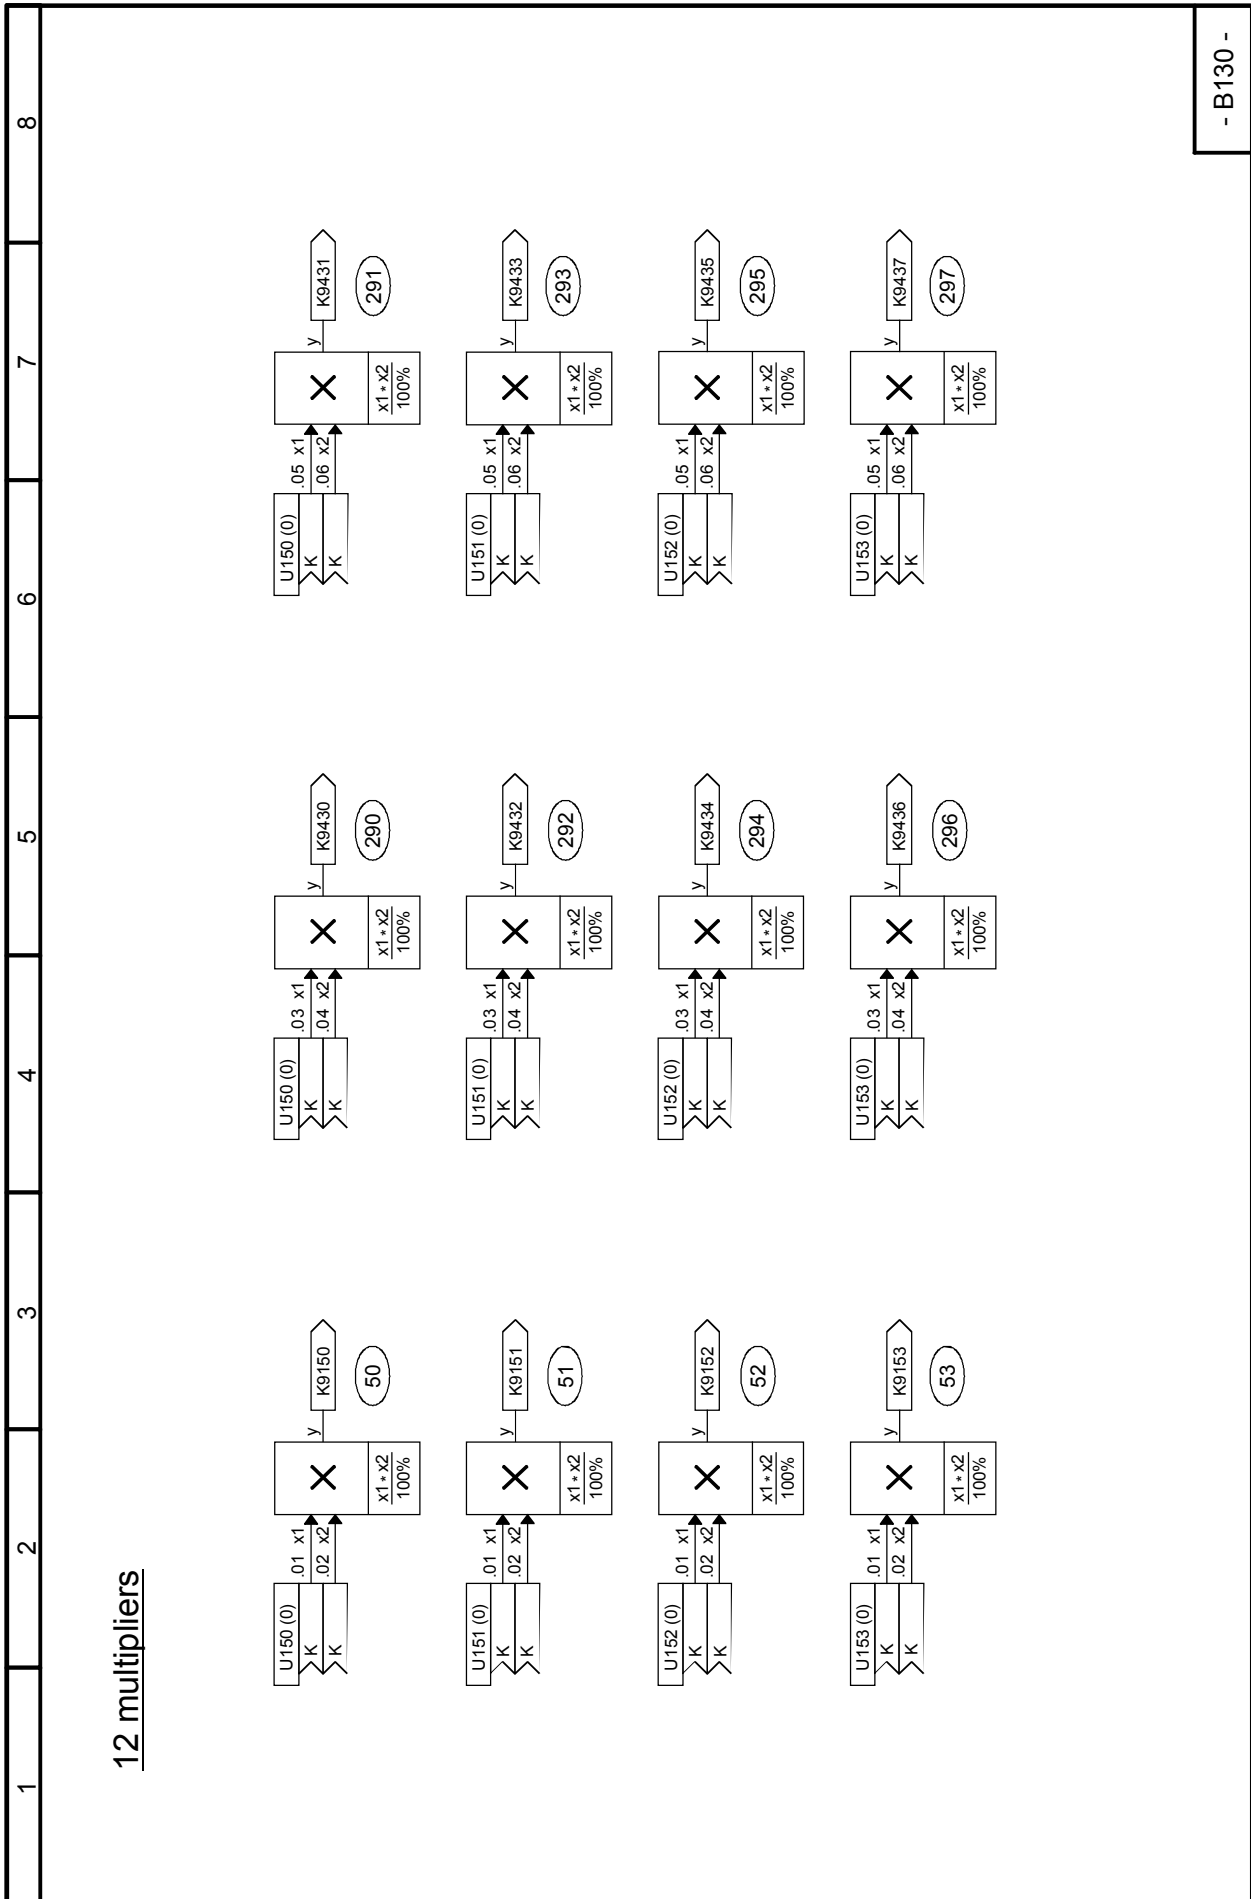 1 2 3 4 5 6 7 8
12 multipliers
U150 (0)
K .01 x1
K .02 x2
x1 * x2
100%
y K9150
50
U150 (0)
K .03 x1
K .04 x2
x1 * x2
100%
y K9430
290
U150 (0)
K .05 x1
K .06 x2
x1 * x2
100%
y K9431
291
U151 (0)
K .01 x1
K .02 x2
x1 * x2
100%
y K9151
51
U151 (0)
K .03 x1
K .04 x2
x1 * x2
100%
y K9432
292
U151 (0)
K .05 x1
K .06 x2
x1 * x2
100%
y K9433
293
U152 (0)
K .01 x1
K .02 x2
x1 * x2
100%
y K9152
52
U152 (0)
K .03 x1
K .04 x2
x1 * x2
100%
y K9434
294
U152 (0)
K .05 x1
K .06 x2
x1 * x2
100%
y K9435
295
U153 (0)
K .01 x1
K .02 x2
x1 * x2
100%
y K9153
53
U153 (0)
K .03 x1
K .04 x2
x1 * x2
100%
y K9436
296
U153 (0)
K .05 x1
K .06 x2
x1 * x2
100%
y K9437
297
- B130 -